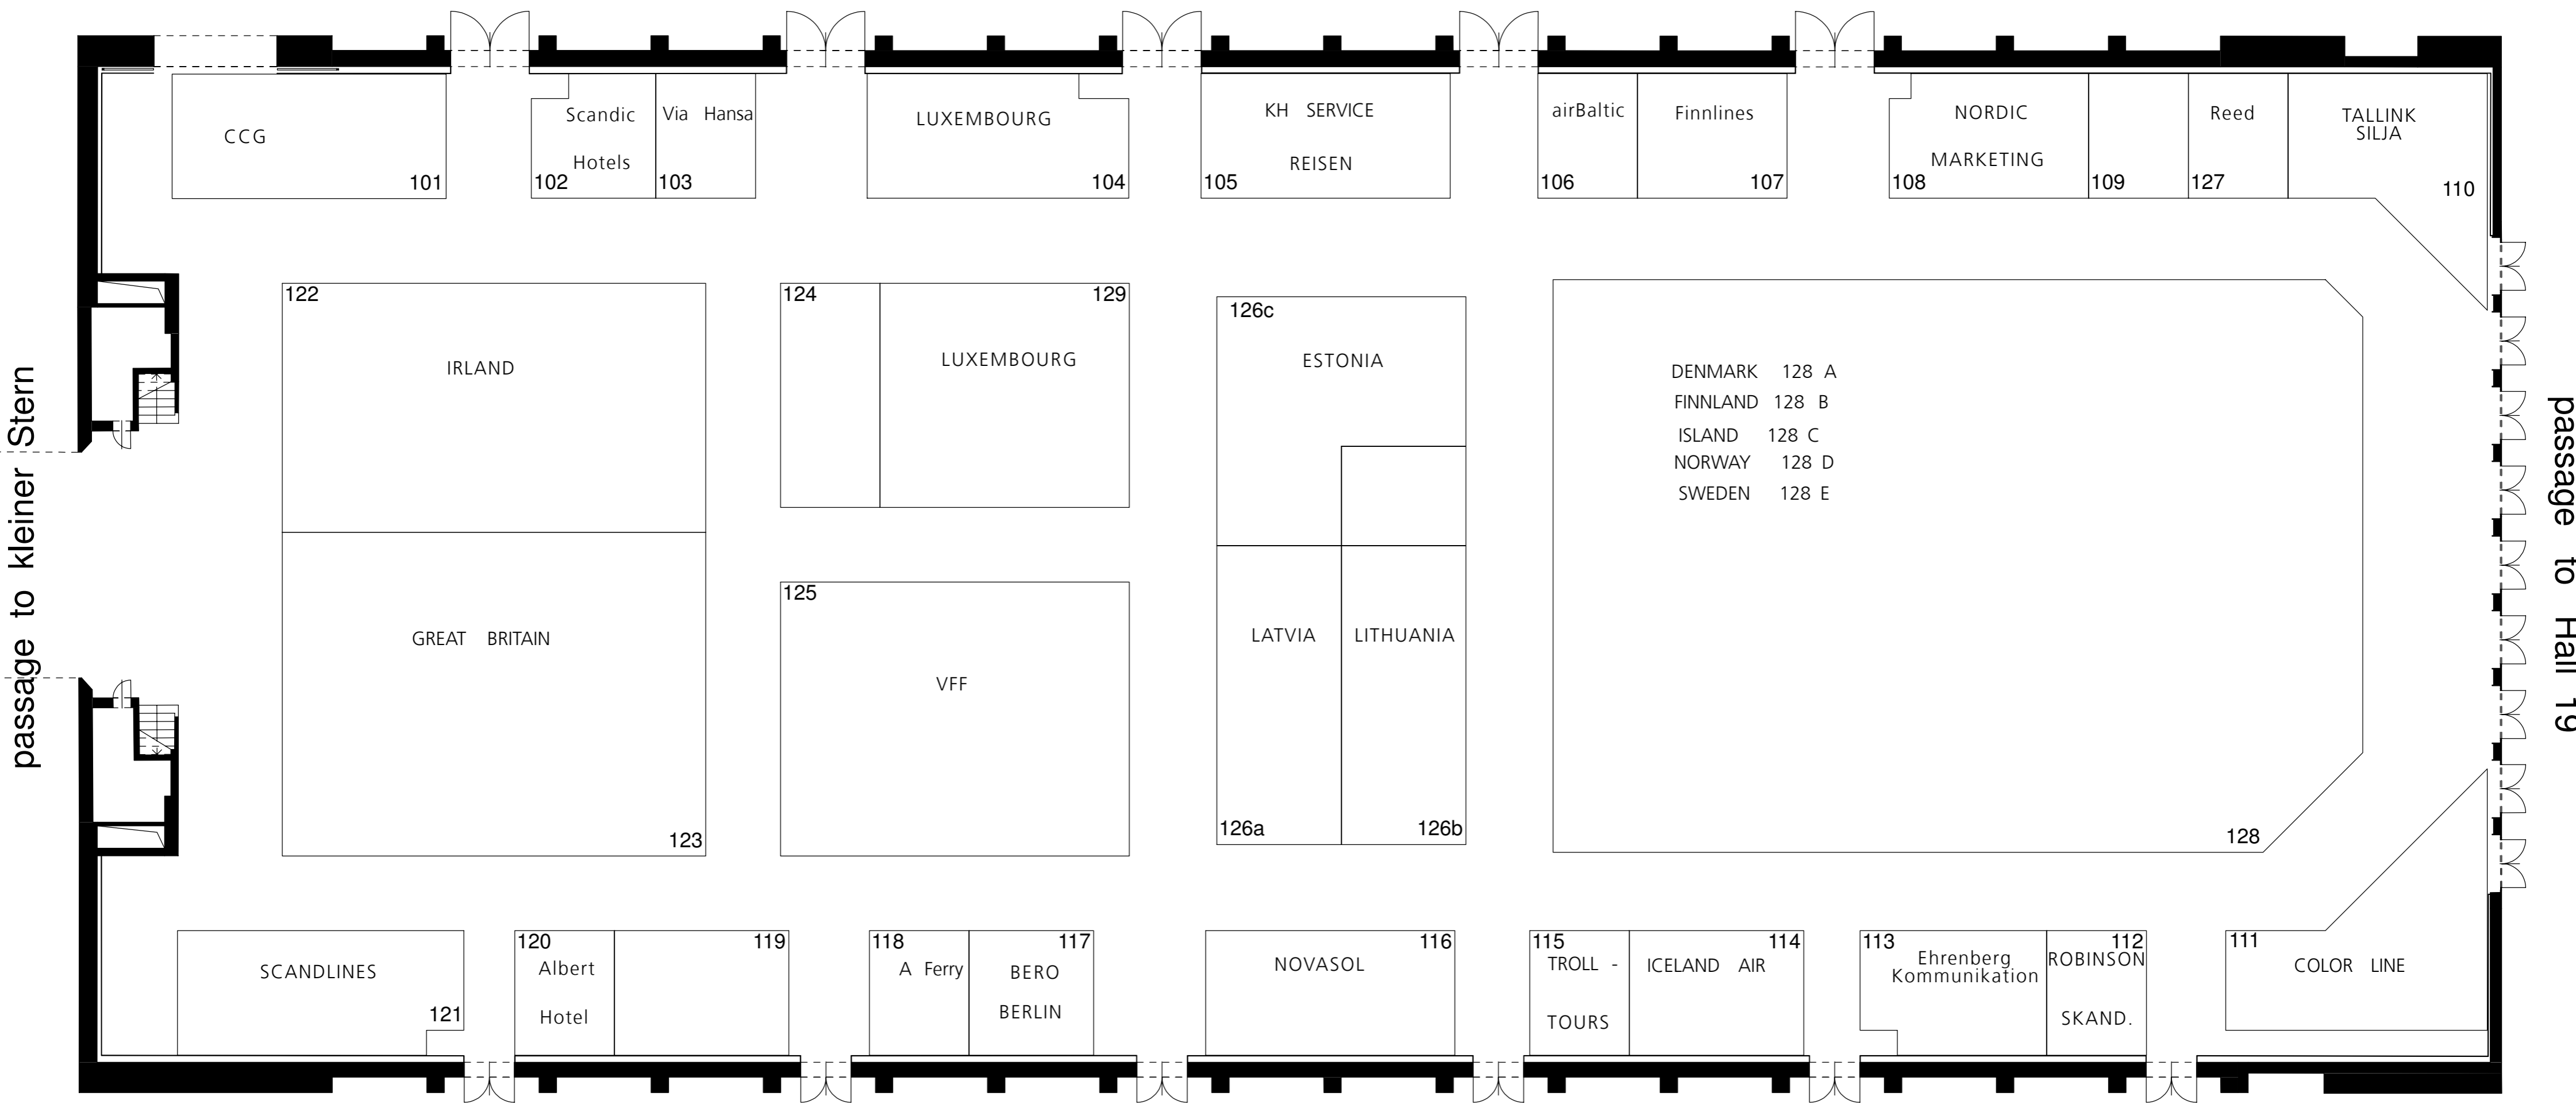 CCG
101
Scandic
Hotels
102
Via Hansa
103
LUXEMBOURG
104
KH SERVICE
REISEN
105
airBaltic
106
Finnlines
107
NORDIC
MARKETING
108
109
Reed
127
TALLINK
SILJA
110
122
IRLAND
124
129
LUXEMBOURG
126c
ESTONIA
DENMARK 128 A
FINNLAND 128 B
ISLAND 128 C
NORWAY 128 D
SWEDEN 128 E
passage to kleiner Stern
passage to Hall 19
GREAT BRITAIN
123
125
VFF
LATVIA
126a
LITHUANIA
126b
128
SCANDLINES
121
120
Albert
Hotel
119
118
A Ferry
117
BERO
BERLIN
116
NOVASOL
115
TROLL -
TOURS
114
ICELAND AIR
113
Ehrenberg
Kommunikation
112
ROBINSON
SKAND.
111
COLOR LINE